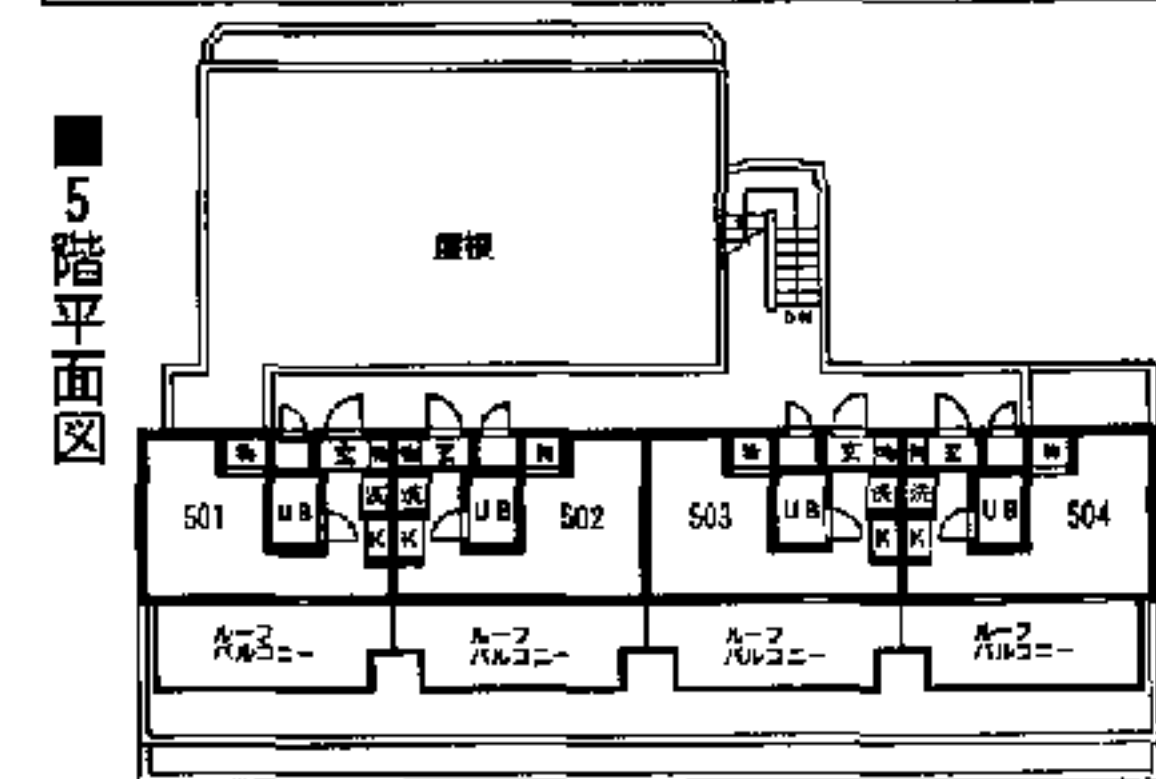 ■5階平面図
屋根
DN
玄
玄
玄
玄
501
UB
洗
洗
UB
502
503
UB
洗
洗
UB
504
K
K
K
K
ルーフ
バルコニー
ルーフ
バルコニー
ルーフ
バルコニー
ルーフ
バルコニー